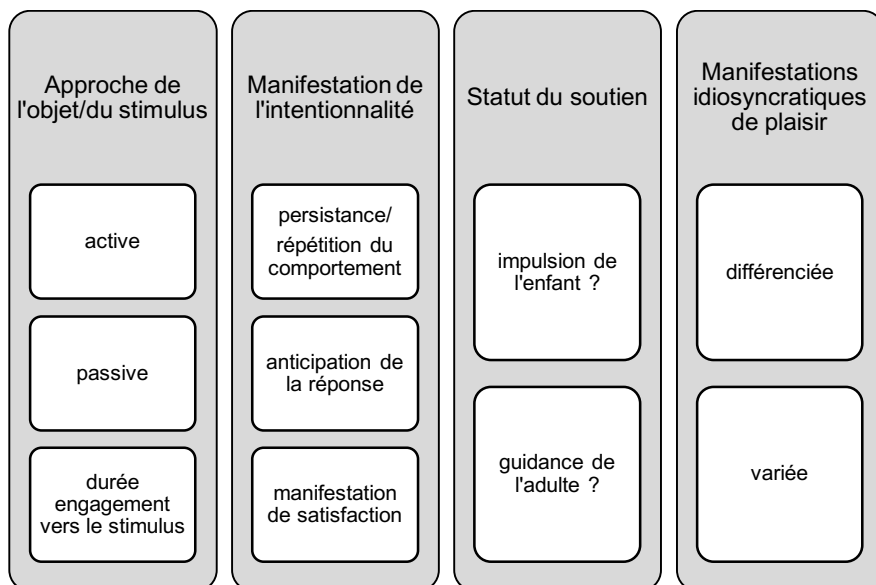 Approche de
l'objet/du stimulus
active
passive
durée
engagement
vers le stimulus
Manifestation de
l'intentionnalité
persistance/
répétition du
comportement
anticipation de
la réponse
manifestation
de satisfaction
Statut du soutien
impulsion de
l'enfant ?
guidance de
l'adulte ?
Manifestations
idiosyncratiques
de plaisir
différenciée
variée